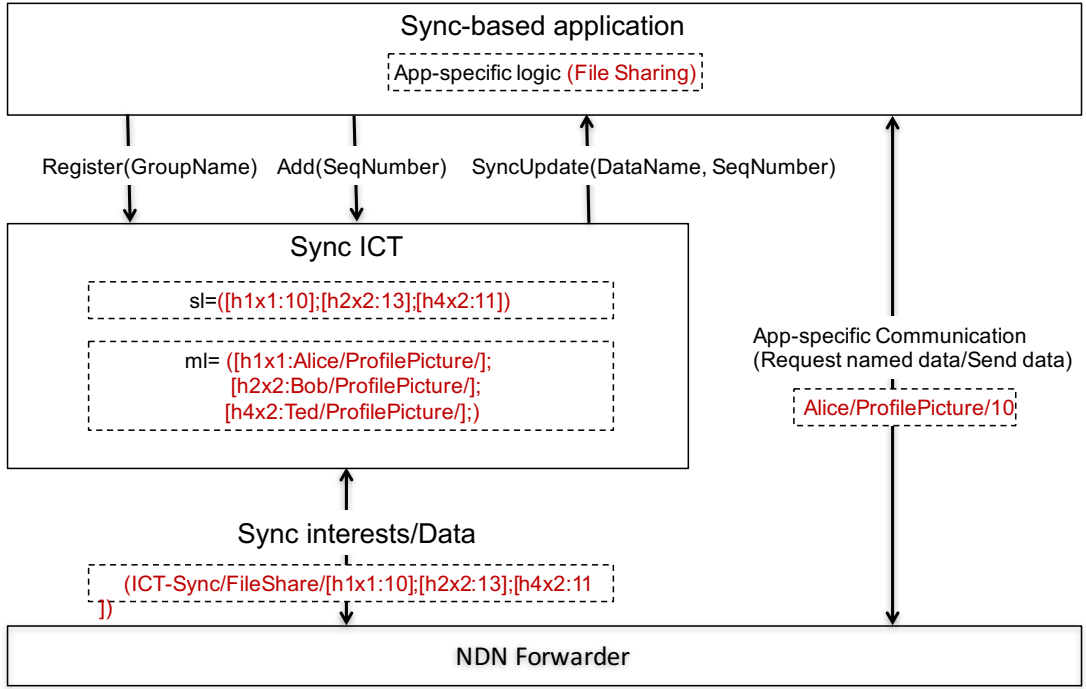 Sync-based application
App-specific logic (File Sharing)
Register(GroupName)
Add(SeqNumber)
SyncUpdate(DataName, SeqNumber)
Sync ICT
sl=([h1x1:10];[h2x2:13];[h4x2:11])
ml= ([h1x1:Alice/ProfilePicture/];
[h2x2:Bob/ProfilePicture/];
[h4x2:Ted/ProfilePicture/];)
App-specific Communication
(Request named data/Send data)
Alice/ProfilePicture/10
Sync interests/Data
(ICT-Sync/FileShare/[h1x1:10];[h2x2:13];[h4x2:11
])
NDN Forwarder